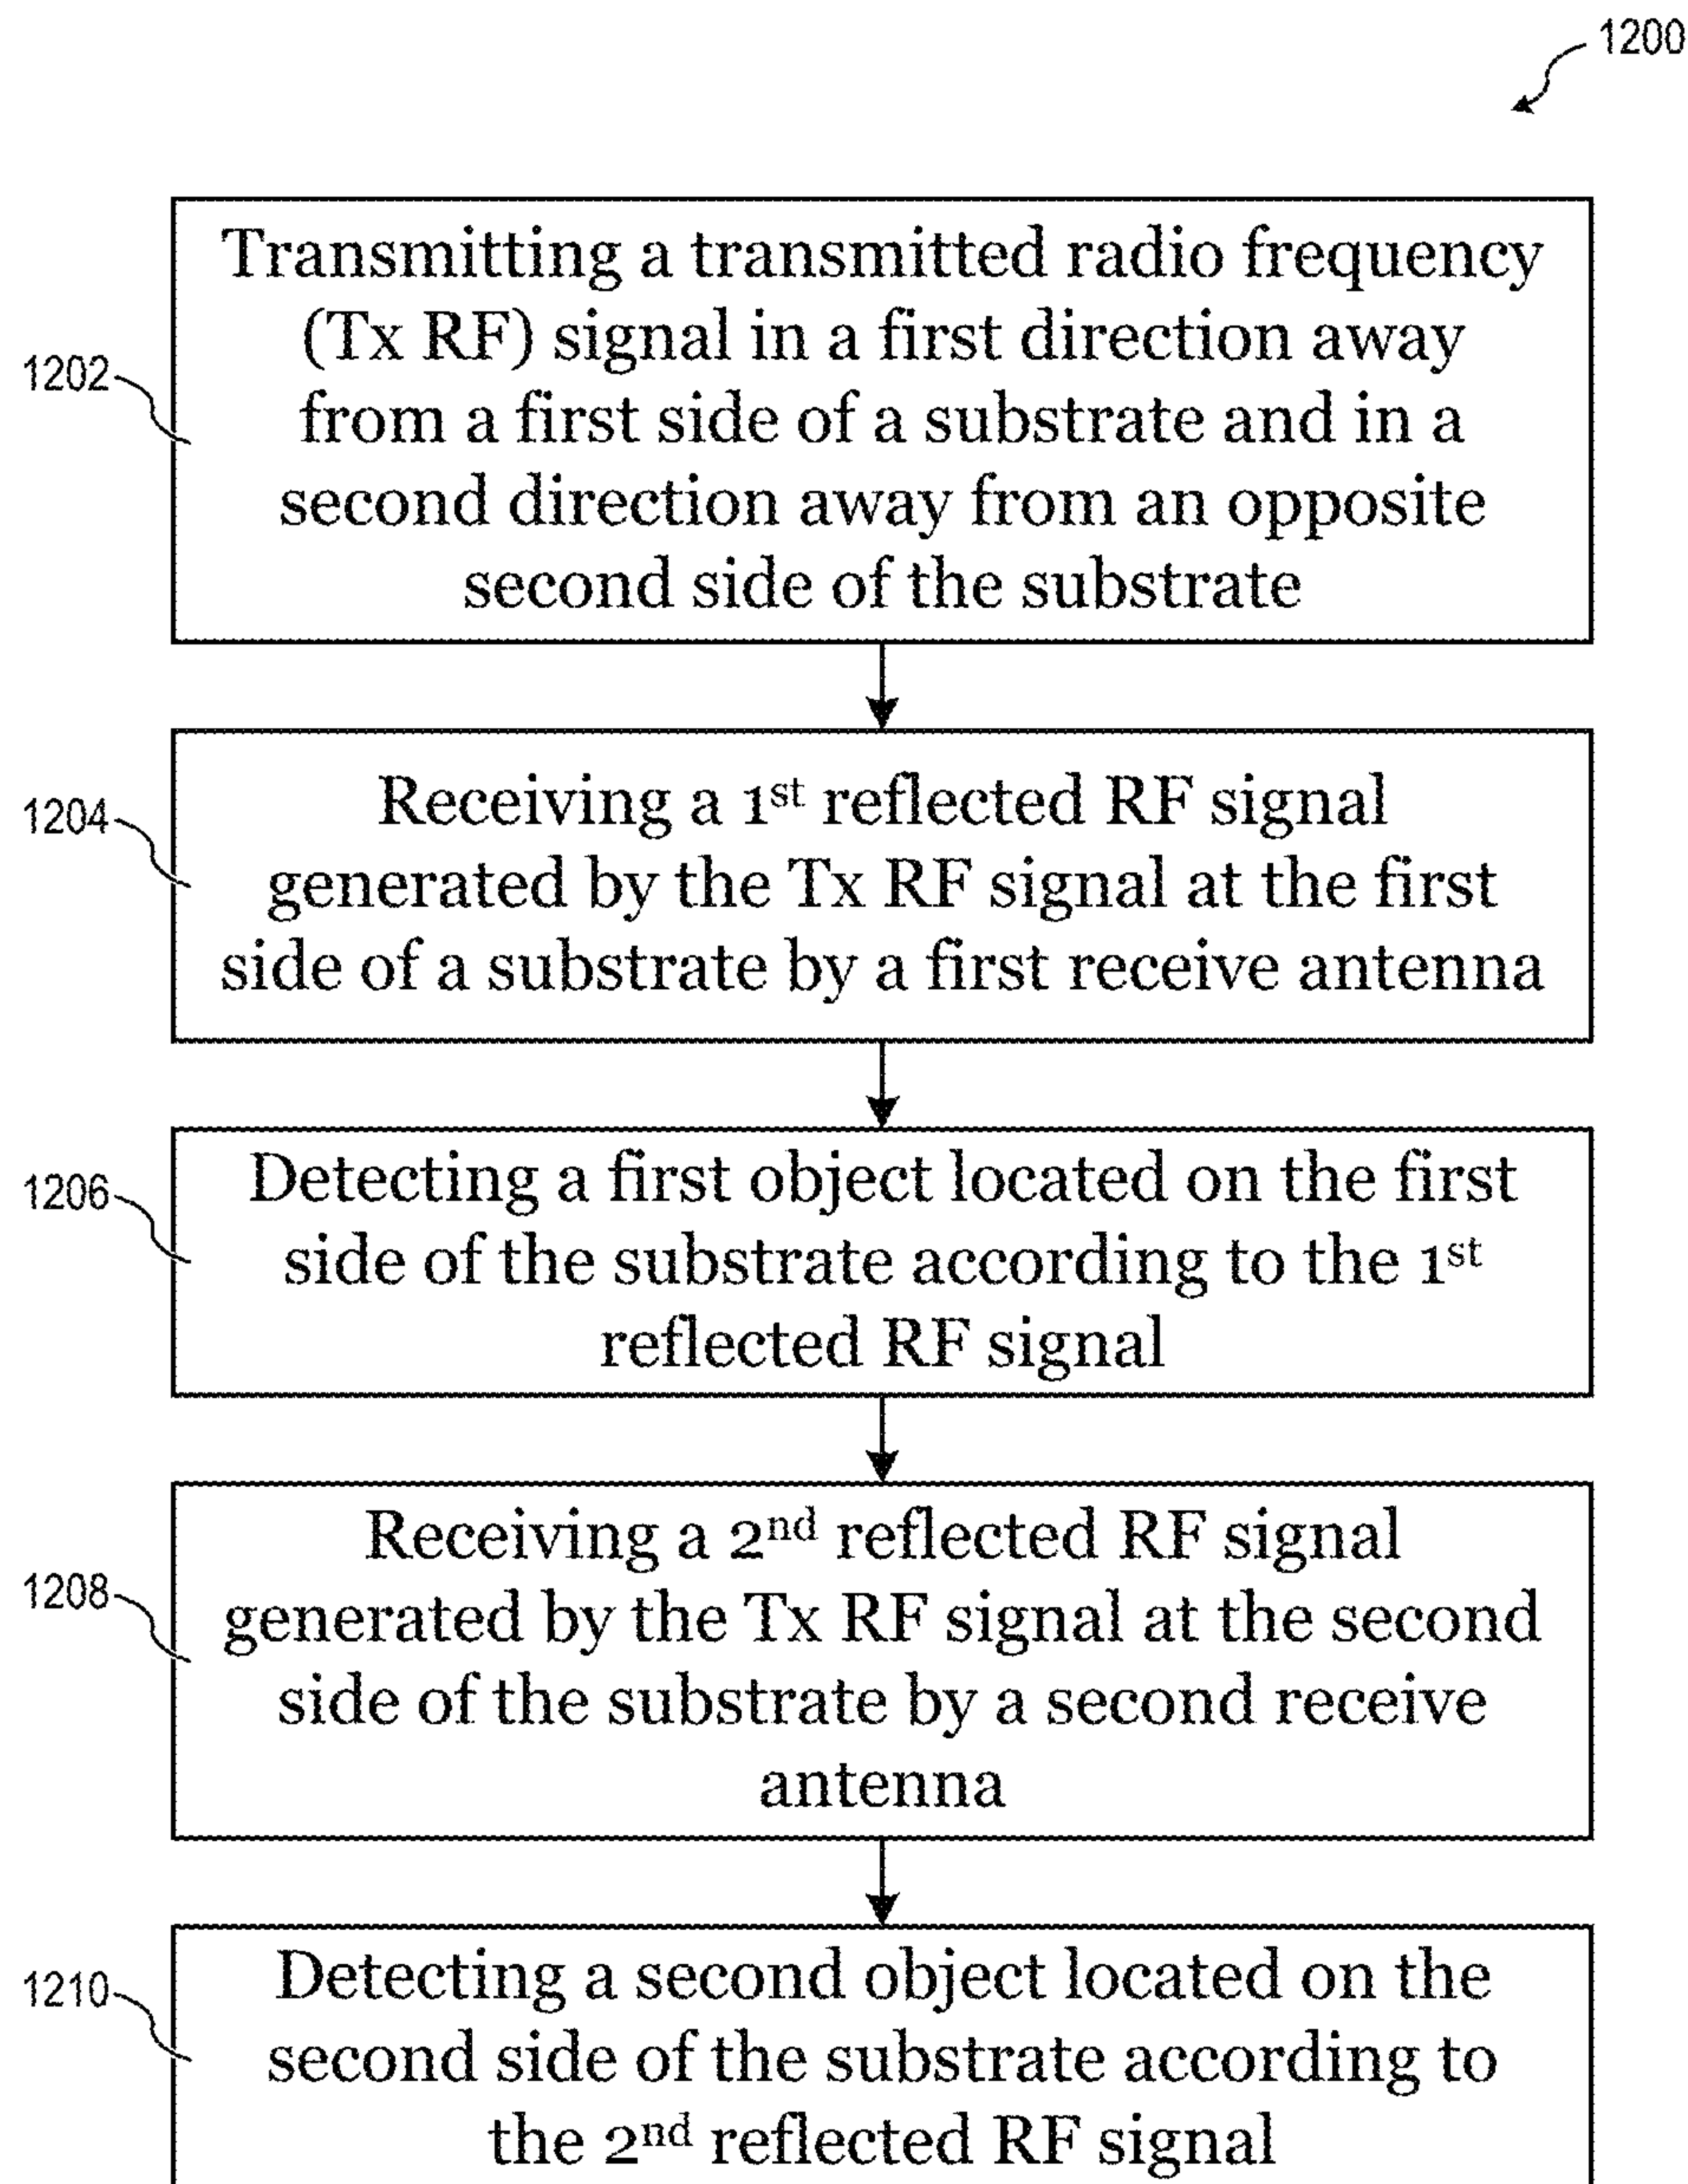 1200
1202
Transmitting a transmitted radio frequency
(Tx RF) signal in a first direction away
from a first side of a substrate and in a
second direction away from an opposite
second side of the substrate
1204
Receiving a 1st reflected RF signal
generated by the Tx RF signal at the first
side of a substrate by a first receive antenna
1206
Detecting a first object located on the first
side of the substrate according to the 1st
reflected RF signal
1208
Receiving a 2nd reflected RF signal
generated by the Tx RF signal at the second
side of the substrate by a second receive
antenna
1210
Detecting a second object located on the
second side of the substrate according to
the 2nd reflected RF signal